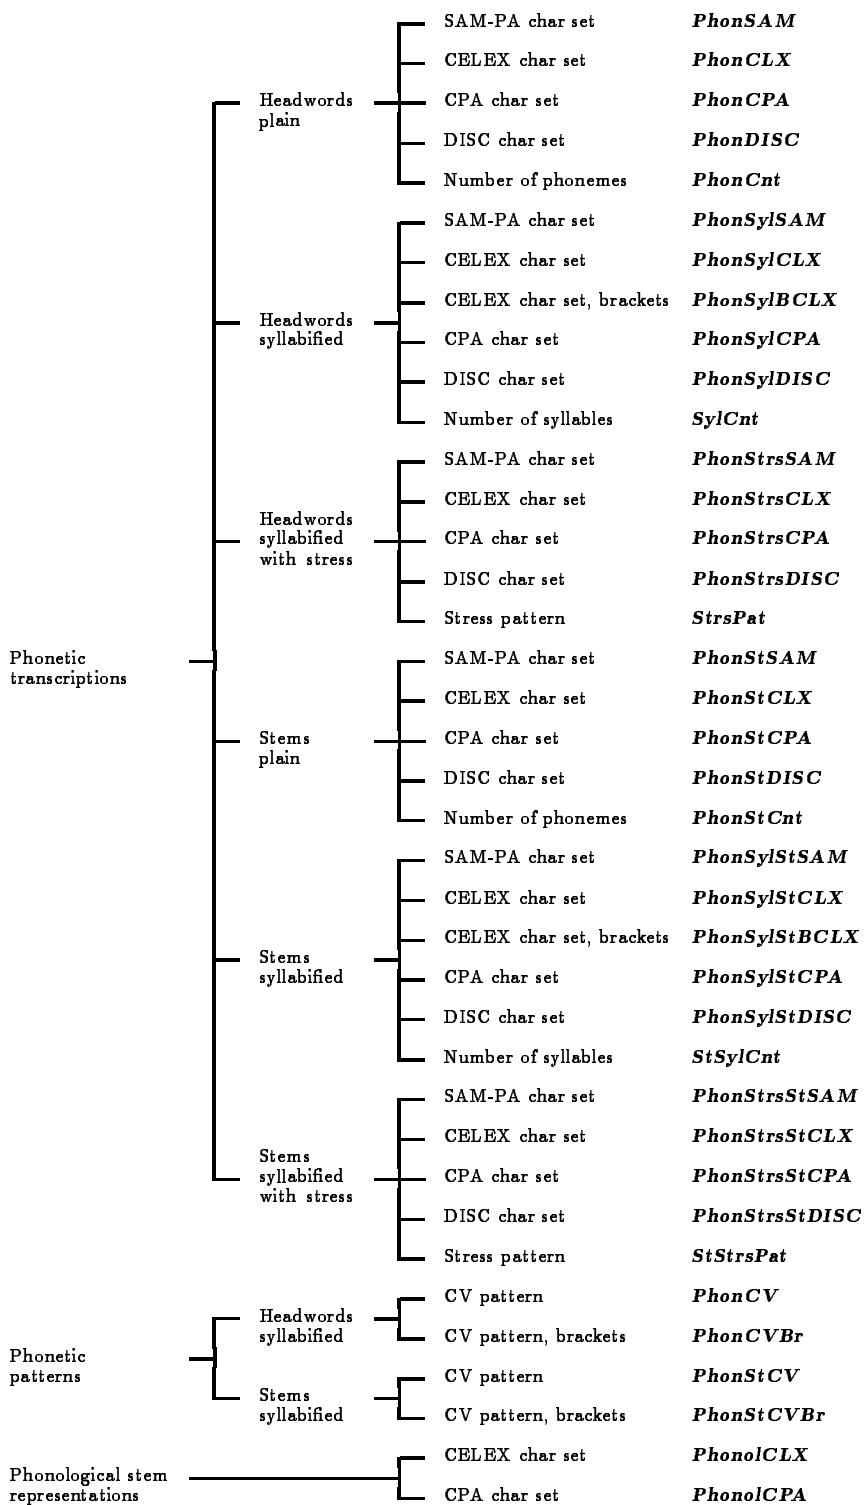 SAM-PA char set PhonSAM
CELEX char set PhonCLX
Headwords plain
CPA char set PhonCPA
DISC char set PhonDISC
Number of phonemes PhonCnt
SAM-PA char set PhonSylSAM
CELEX char set PhonSylCLX
CELEX char set, brackets PhonSylBCLX
Headwords syllabified
CPA char set PhonSylCPA
DISC char set PhonSylDISC
Number of syllables SylCnt
SAM-PA char set PhonStrsSAM
CELEX char set PhonStrsCLX
Headwords syllabified with stress
CPA char set PhonStrsCPA
DISC char set PhonStrsDISC
Stress pattern StrsPat
Phonetic transcriptions
SAM-PA char set PhonStSAM
CELEX char set PhonStCLX
Stems plain
CPA char set PhonStCPA
DISC char set PhonStDISC
Number of phonemes PhonStCnt
SAM-PA char set PhonSylStSAM
CELEX char set PhonSylStCLX
CELEX char set, brackets PhonSylStBCLX
Stems syllabified
CPA char set PhonSylStCPA
DISC char set PhonSylStDISC
Number of syllables StSylCnt
SAM-PA char set PhonStrsStSAM
CELEX char set PhonStrsStCLX
Stems syllabified with stress
CPA char set PhonStrsStCPA
DISC char set PhonStrsStDISC
Stress pattern StStrsPat
Headwords syllabified
CV pattern PhonCV
CV pattern, brackets PhonCVBr
Phonetic patterns
Stems syllabified
CV pattern PhonStCV
CV pattern, brackets PhonStCVBr
Phonological stem representations
CELEX char set PhonolCLX
CPA char set PhonolCPA